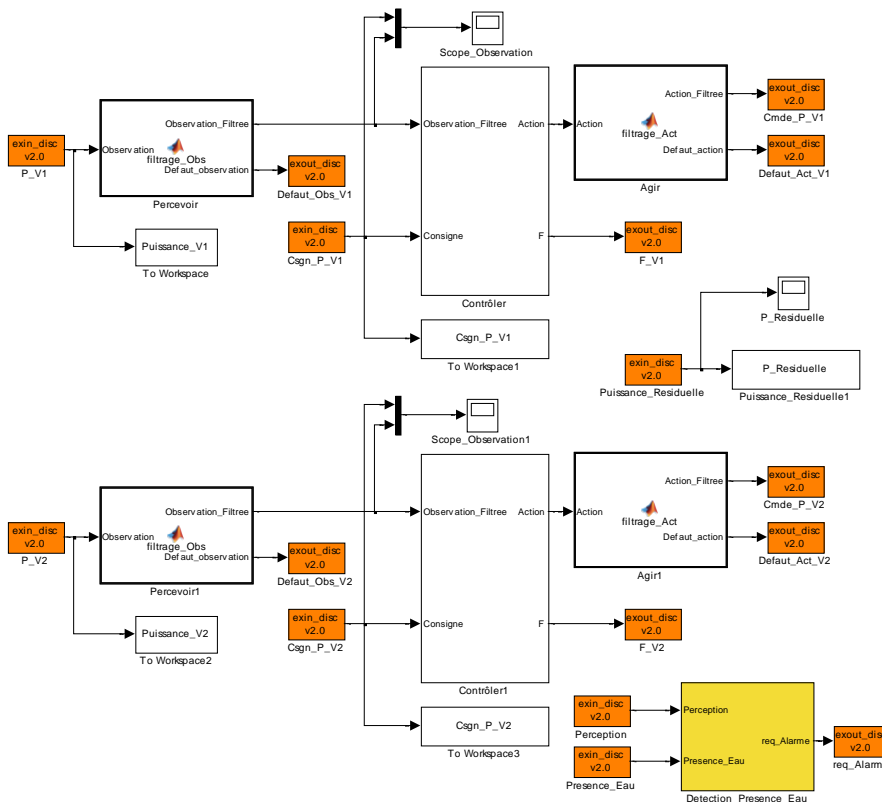 Scope_Observation
exin_disc
v2.0
P_V1
Observation
Observation_Filtree
filtrage_Obs
Defaut_observation
Percevoir
exout_disc
v2.0
Defaut_Obs_V1
Puissance_V1
To Workspace
exin_disc
v2.0
Csgn_P_V1
Observation_Filtree
Action
Consigne
F
Contrôler
Action
Action_Filtree
filtrage_Act
Defaut_action
Agir
exout_disc
v2.0
Cmde_P_V1
exout_disc
v2.0
Defaut_Act_V1
exout_disc
v2.0
F_V1
Csgn_P_V1
To Workspace1
P_Residuelle
exin_disc
v2.0
Puissance_Residuelle
P_Residuelle
Puissance_Residuelle1
Scope_Observation1
exin_disc
v2.0
P_V2
Observation
Observation_Filtree
filtrage_Obs
Defaut_observation
Percevoir1
exout_disc
v2.0
Defaut_Obs_V2
Puissance_V2
To Workspace2
exin_disc
v2.0
Csgn_P_V2
Observation_Filtree
Action
Consigne
F
Contrôler1
Action
Action_Filtree
filtrage_Act
Defaut_action
Agir1
exout_disc
v2.0
Cmde_P_V2
exout_disc
v2.0
Defaut_Act_V2
exout_disc
v2.0
F_V2
Csgn_P_V2
To Workspace3
exin_disc
v2.0
Perception
exin_disc
v2.0
Presence_Eau
Perception
Presence_Eau
req_Alarme
Detection_Presence_Eau
exout_disc
v2.0
req_Alarm